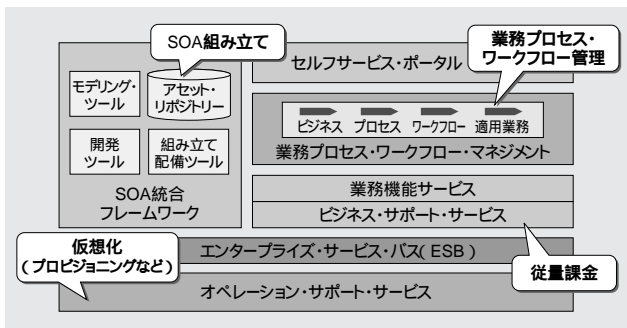 SOA組み立て
業務プロセス・
ワークフロー管理
セルフサービス・ポータル
モデリング・
ツール
アセット・
リポジトリー
開発
ツール
組み立て
配備ツール
SOA統合
フレームワーク
ビジネス プロセス ワークフロー 適用業務
業務プロセス・ワークフロー・マネジメント
業務機能サービス
ビジネス・サポート・サービス
仮想化
(プロビジョニングなど)
エンタープライズ・サービス・バス( ESB )
従量課金
オペレーション・サポート・サービス